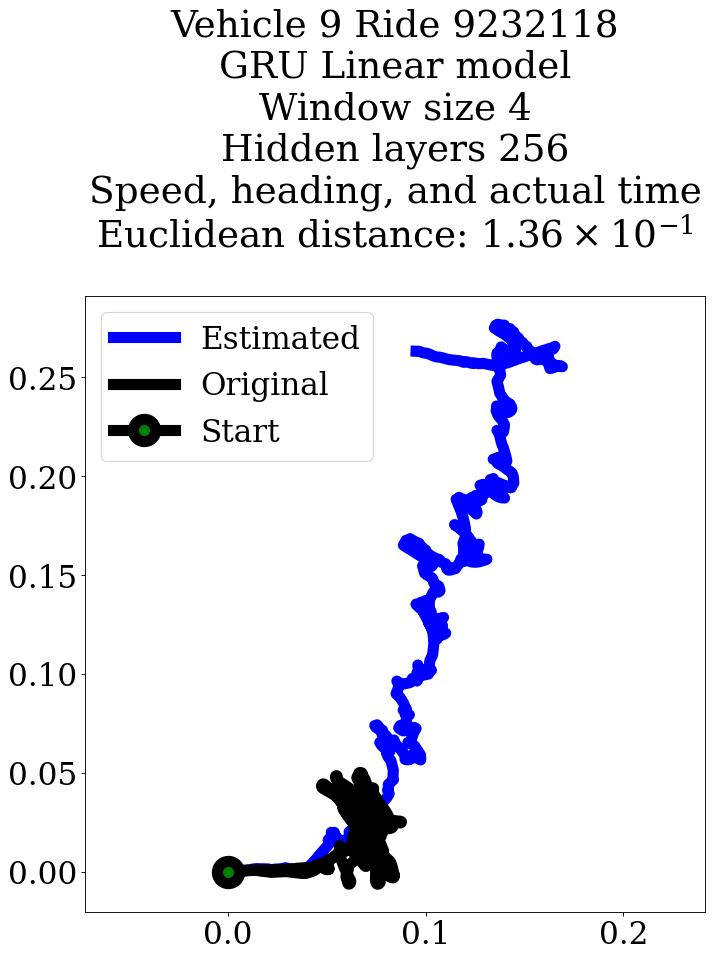 Vehicle 9 Ride 9232118
GRU Linear model
Window size 4
Hidden layers 256
Speed, heading, and actual time
Euclidean distance: 1.36 × 10⁻¹
Estimated
Original
Start
0.25
0.20
0.15
0.10
0.05
0.00
0.0 0.1 0.2